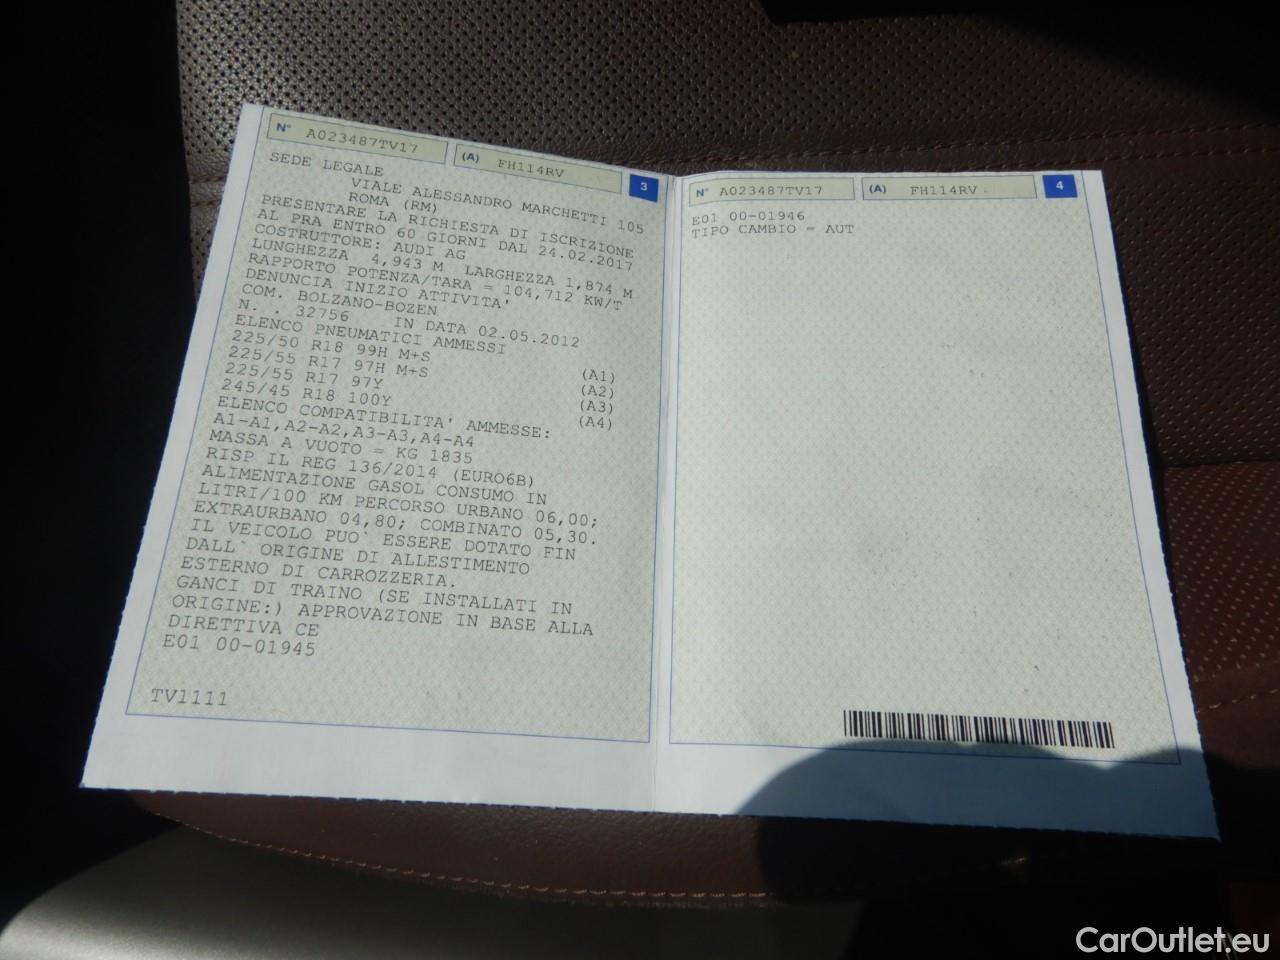 N° A023487TV17 (A) FH114RV 3
SEDE LEGALE
VIALE ALESSANDRO MARCHETTI 105
ROMA (RM)
PRESENTARE LA RICHIESTA DI ISCRIZIONE
AL PRA ENTRO 60 GIORNI DAL 24.02.2017
COSTRUTTORE: AUDI AG
LUNGHEZZA 4,943 M LARGHEZZA 1,874 M
RAPPORTO POTENZA/TARA = 104,712 KW/T
DENUNCIA INIZIO ATTIVITA'
COM. BOLZANO-BOZEN
N. . 32756 IN DATA 02.05.2012
ELENCO PNEUMATICI AMMESSI
225/50 R18 99H M+S (A1)
225/55 R17 97H M+S (A2)
225/55 R17 97Y (A3)
245/45 R18 100Y (A4)
ELENCO COMPATIBILITA' AMMESSE:
A1-A1,A2-A2,A3-A3,A4-A4
MASSA A VUOTO = KG 1835
RISP IL REG 136/2014 (EURO6B)
ALIMENTAZIONE GASOL CONSUMO IN
LITRI/100 KM PERCORSO URBANO 06,00;
EXTRAURBANO 04,80; COMBINATO 05,30.
IL VEICOLO PUO` ESSERE DOTATO FIN
DALL` ORIGINE DI ALLESTIMENTO
ESTERNO DI CARROZZERIA.
GANCI DI TRAINO (SE INSTALLATI IN
ORIGINE:) APPROVAZIONE IN BASE ALLA
DIRETTIVA CE
E01 00-01945
TV1111
N° A023487TV17 (A) FH114RV 4
E01 00-01946
TIPO CAMBIO = AUT
CarOutlet.eu